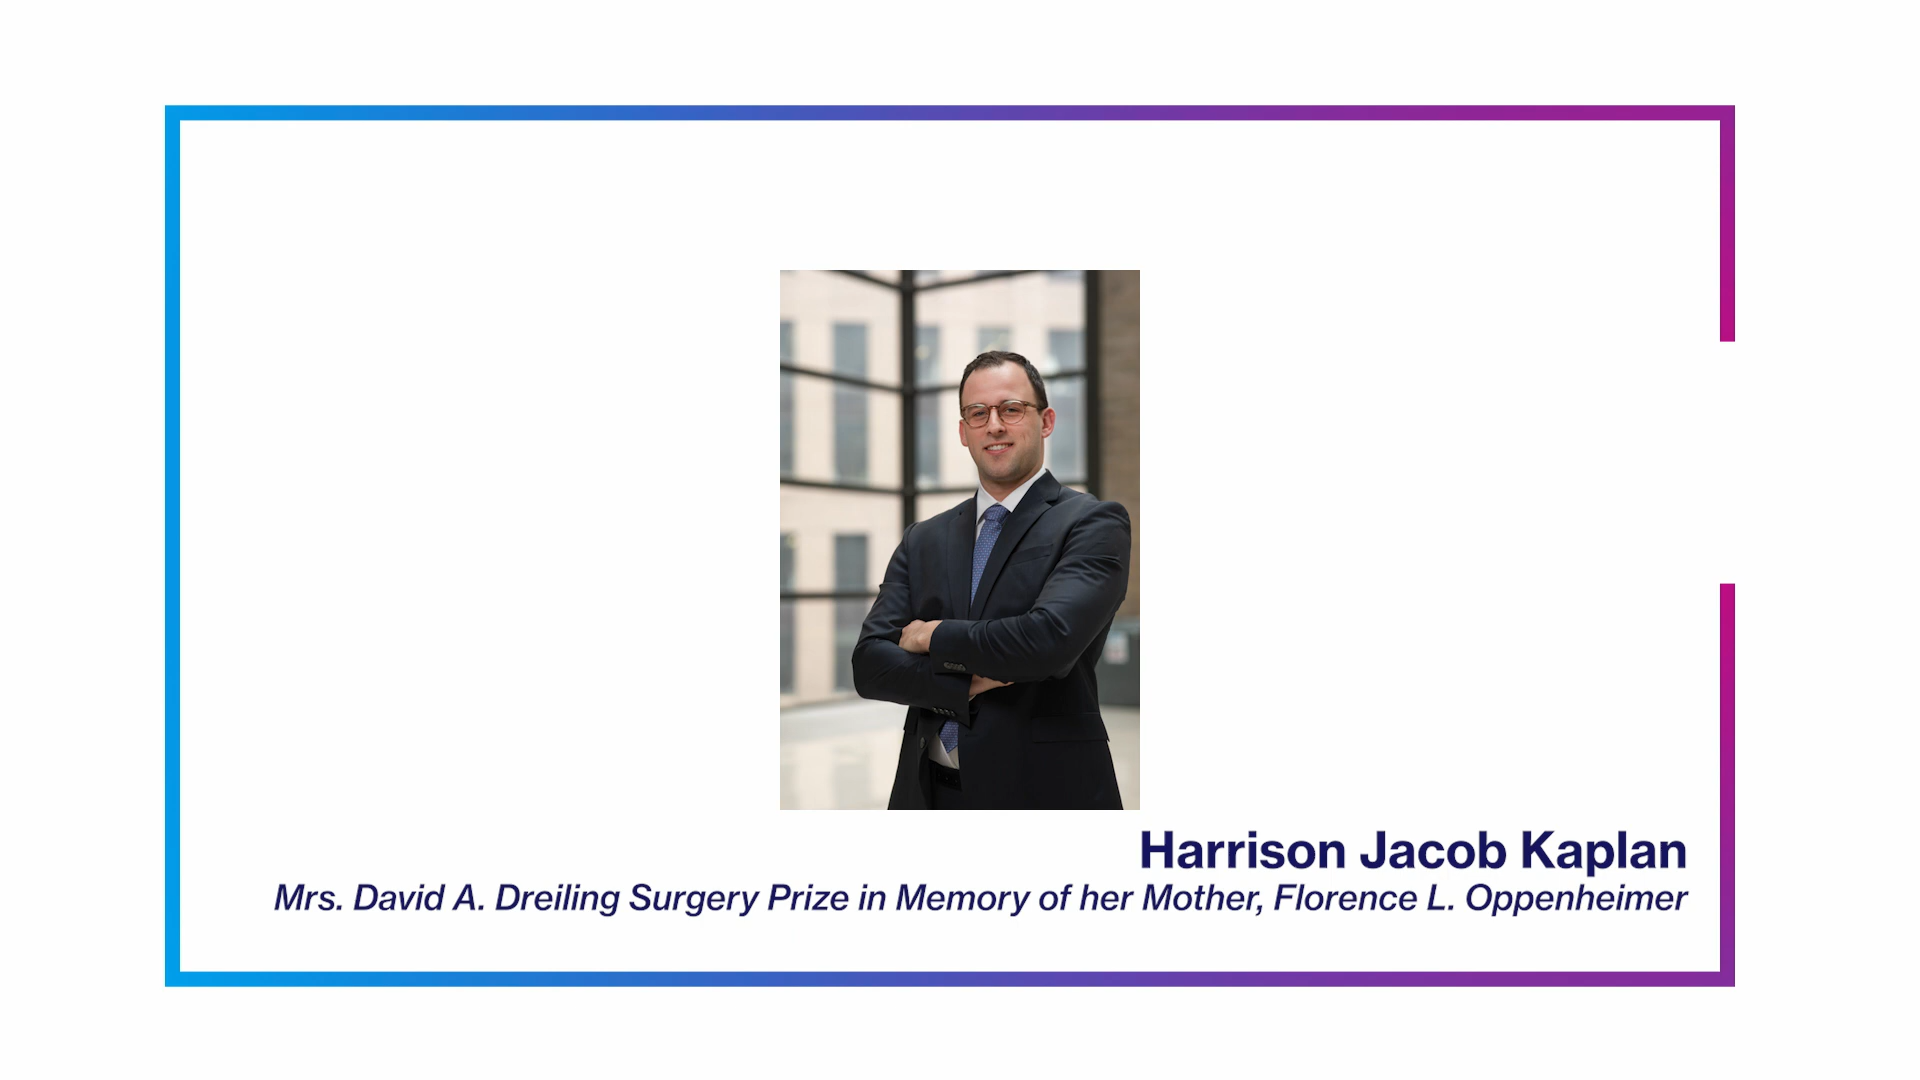 Harrison Jacob Kaplan
Mrs. David A. Dreiling Surgery Prize in Memory of her Mother, Florence L. Oppenheimer